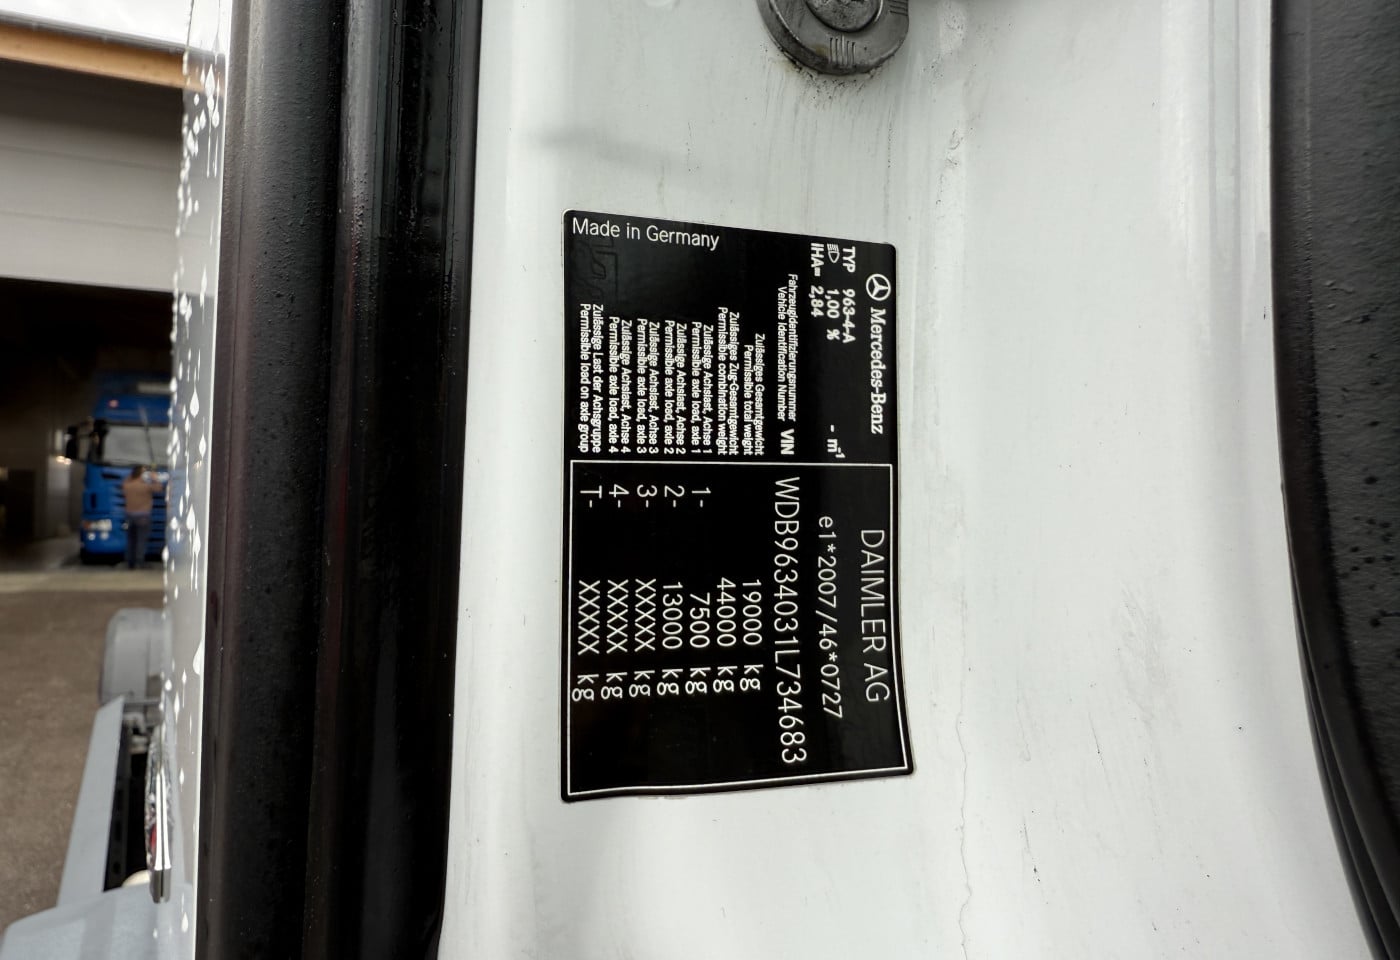 Mercedes-Benz
DAIMLER AG
TYP 963-4-A
1,00 % - m-1
e1*2007/46*0727
IHA= 2,84
Fahrzeugidentifizierungsnummer
Vehicle Identification Number VIN WDB9634031L734683
Zulässiges Gesamtgewicht
Permissible total weight 19000 kg
Zulässiges Zug-Gesamtgewicht
Permissible combination weight 44000 kg
Zulässige Achslast, Achse 1
Permissible axle load, axle 1 1- 7500 kg
Zulässige Achslast, Achse 2
Permissible axle load, axle 2 2- 13000 kg
Zulässige Achslast, Achse 3
Permissible axle load, axle 3 3- XXXXX kg
Zulässige Achslast, Achse 4
Permissible axle load, axle 4 4- XXXXX kg
Zulässige Last der Achsgruppe
Permissible load on axle group T- XXXXX kg
Made in Germany